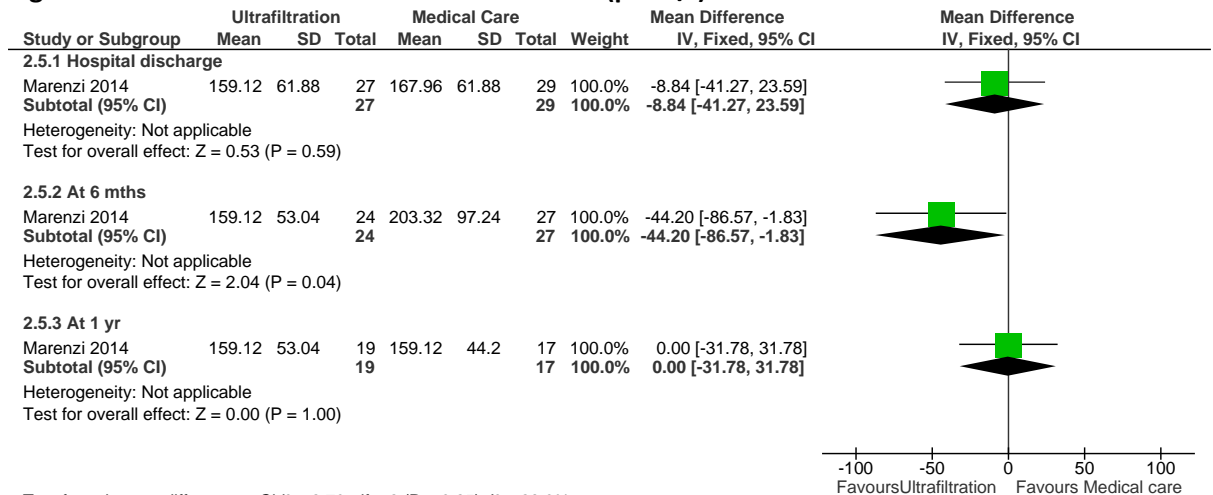 Ultrafiltration Medical Care Mean Difference Mean Difference
Study or Subgroup Mean SD Total Mean SD Total Weight IV, Fixed, 95% CI IV, Fixed, 95% CI
2.5.1 Hospital discharge
Marenzi 2014 159.12 61.88 27 167.96 61.88 29 100.0% -8.84 [-41.27, 23.59]
Subtotal (95% CI) 27 29 100.0% -8.84 [-41.27, 23.59]
Heterogeneity: Not applicable
Test for overall effect: Z = 0.53 (P = 0.59)
2.5.2 At 6 mths
Marenzi 2014 159.12 53.04 24 203.32 97.24 27 100.0% -44.20 [-86.57, -1.83]
Subtotal (95% CI) 24 27 100.0% -44.20 [-86.57, -1.83]
Heterogeneity: Not applicable
Test for overall effect: Z = 2.04 (P = 0.04)
2.5.3 At 1 yr
Marenzi 2014 159.12 53.04 19 159.12 44.2 17 100.0% 0.00 [-31.78, 31.78]
Subtotal (95% CI) 19 17 100.0% 0.00 [-31.78, 31.78]
Heterogeneity: Not applicable
Test for overall effect: Z = 0.00 (P = 1.00)
-100 -50 0 50 100
FavoursUltrafiltration Favours Medical care